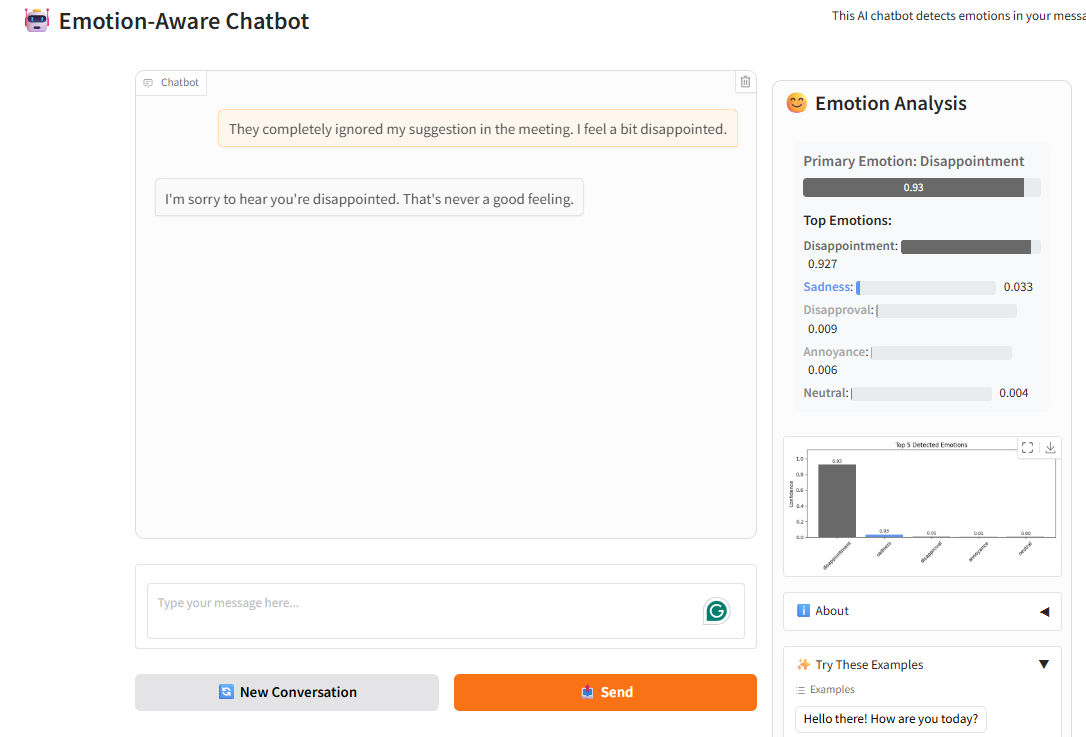 Emotion-Aware Chatbot
This AI chatbot detects emotions in your messa
Chatbot
They completely ignored my suggestion in the meeting. I feel a bit disappointed.
I'm sorry to hear you're disappointed. That's never a good feeling.
Type your message here...
New Conversation
Send
Emotion Analysis
Primary Emotion: Disappointment
0.93
Top Emotions:
Disappointment:
0.927
Sadness: 0.033
Disapproval:
0.009
Annoyance:
0.006
Neutral: 0.004
Top 5 Detected Emotions
Confidence
1.0
0.8
0.6
0.4
0.2
0.0
0.93
0.03
0.01
0.01
0.00
disappointment
sadness
disapproval
annoyance
neutral
About
Try These Examples
Examples
Hello there! How are you today?